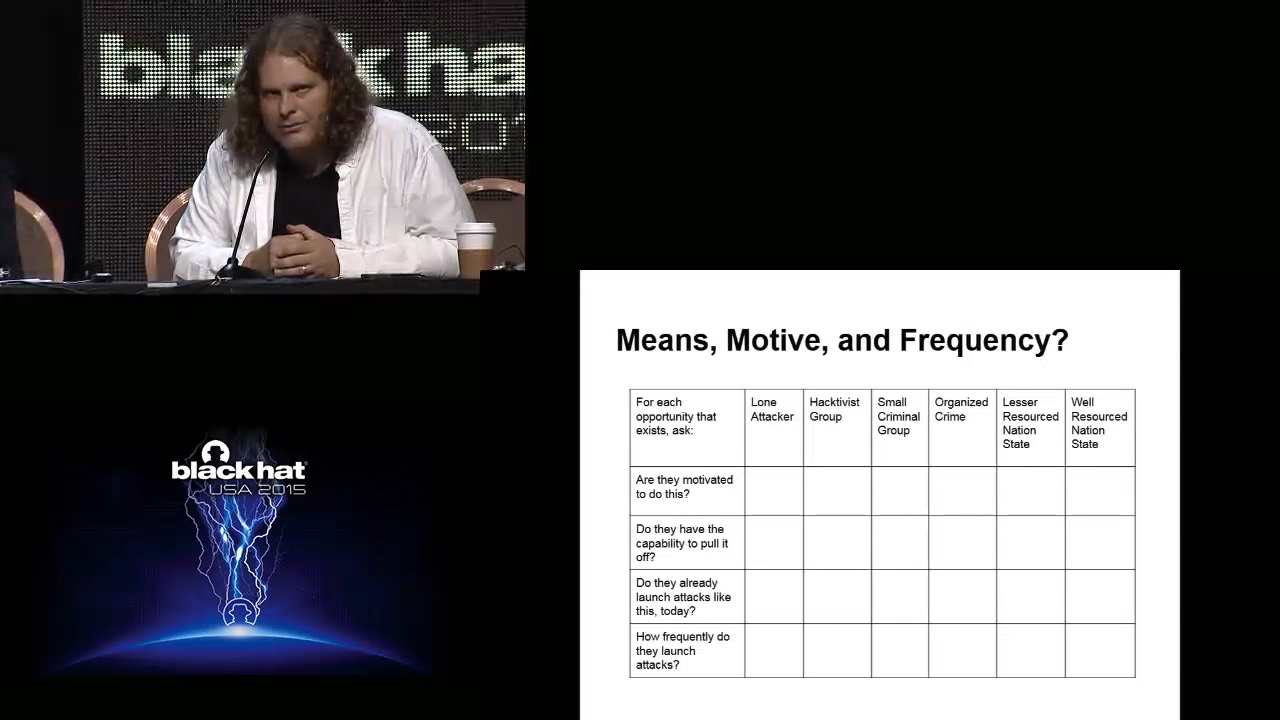 black ha
201
black hat
USA 2015
Means, Motive, and Frequency?
For each
opportunity that
exists, ask:
Lone
Attacker
Hacktivist
Group
Small
Criminal
Group
Organized
Crime
Lesser
Resourced
Nation
State
Well
Resourced
Nation
State
Are they motivated
to do this?
Do they have the
capability to pull it
off?
Do they already
launch attacks like
this, today?
How frequently do
they launch
attacks?